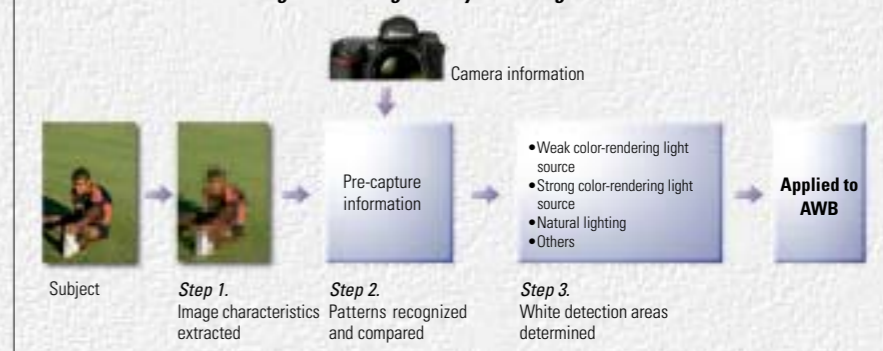 Camera information
Pre-capture
information
•Weak color-rendering light
source
•Strong color-rendering light
source
•Natural lighting
•Others
Applied to
AWB
Subject
Step 1.
Image characteristics
extracted
Step 2.
Patterns recognized
and compared
Step 3.
White detection areas
determined